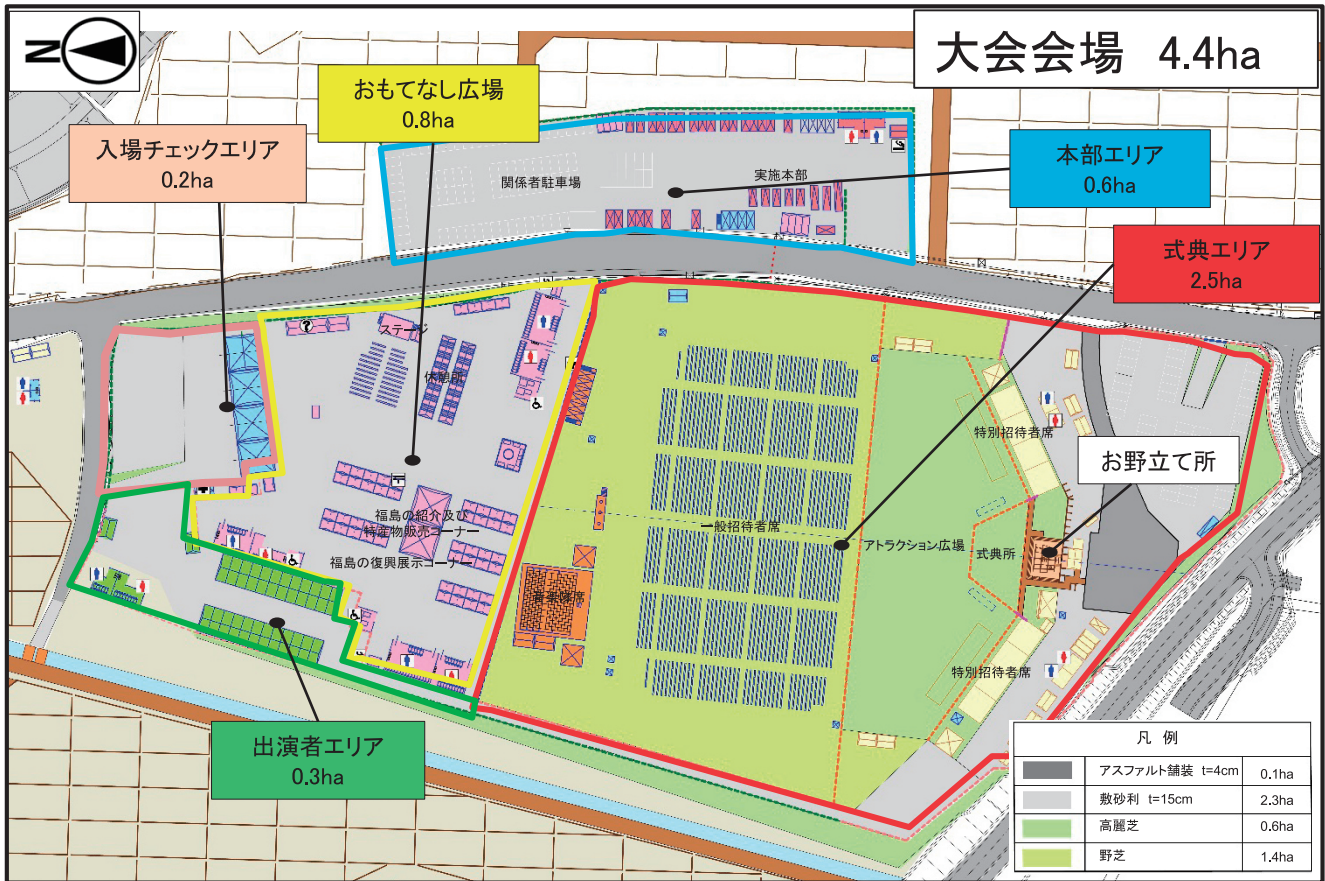 N
大会会場 4.4ha
おもてなし広場
0.8ha
入場チェックエリア
0.2ha
本部エリア
0.6ha
関係者駐車場
実施本部
式典エリア
2.5ha
ステージ
休憩所
特別招待者席
お野立て所
福島の紹介及び
特産物販売コーナー
一般招待者席
アトラクション広場
式典所
福島の復興展示コーナー
音楽隊席
特別招待者席
出演者エリア
0.3ha
凡 例
アスファルト舗装 t=4cm 0.1ha
敷砂利 t=15cm 2.3ha
高麗芝 0.6ha
野芝 1.4ha